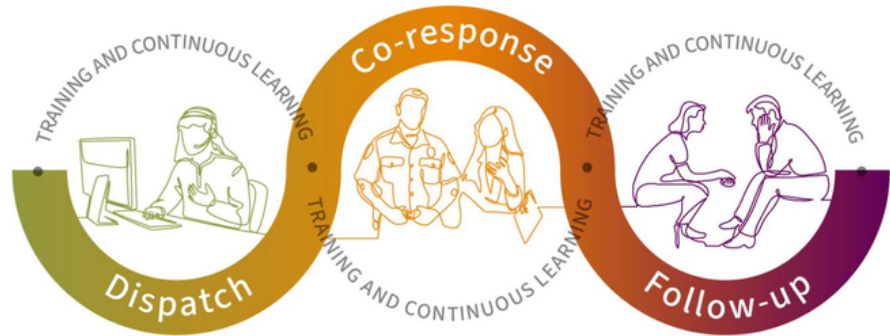 TRAINING AND CONTINUOUS LEARNING
Dispatch
Co-response
TRAINING AND CONTINUOUS LEARNING
TRAINING AND CONTINUOUS LEARNING
Follow-up